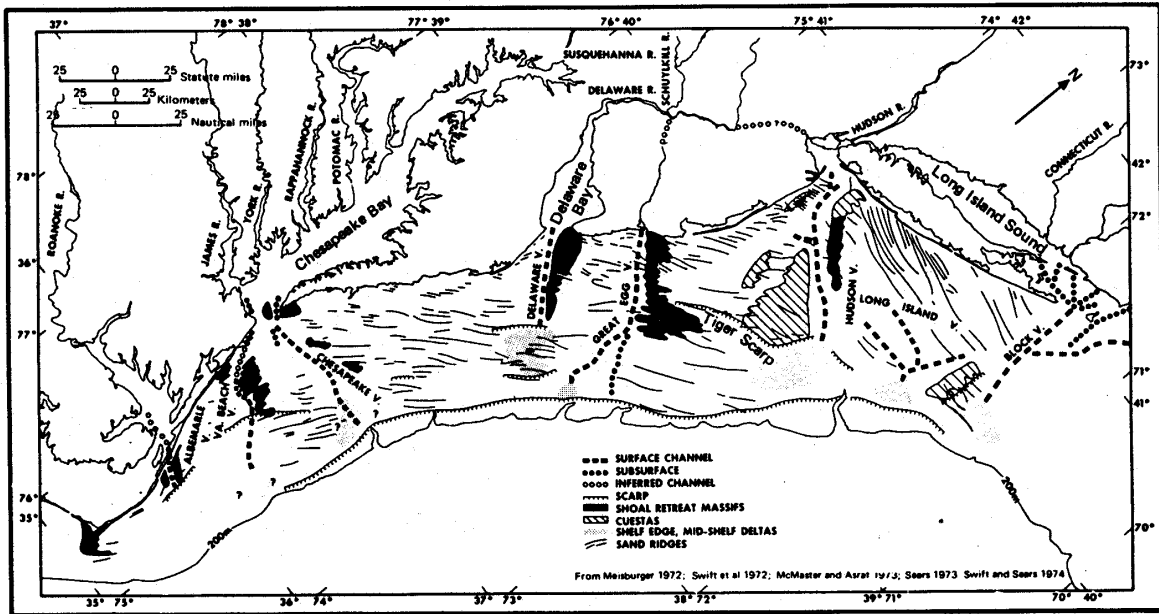 37° 78° 38° 77° 39° 76° 40° 75° 41° 74° 42°
25 0 25
Statute miles
25 0 25
Kilometers
25 0 25
Nautical miles
SUSQUEHANNA R.
SCHUYLKILL R.
DELAWARE R.
HUDSON R.
N
73°
CONNECTICUT R.
42°
72°
78°
36°
77°
76°
35°
ROANOKE R.
JAMES R.
YORK R.
RAPPAHANNOCK R.
POTOMAC R.
Chesapeake Bay
Delaware Bay
Long Island Sound
DELAWARE V.
GREAT EGG V.
Tiger Scarp
HUDSON V.
LONG ISLAND V.
BLOCK V.
CHESAPEAKE V.
ALBEMARLE V.
VA. BEACH V.
?
?
?
?
71°
41°
70°
200m
200m
SURFACE CHANNEL
SUBSURFACE
INFERRED CHANNEL
SCARP
SHOAL RETREAT MASSIFS
CUESTAS
SHELF EDGE, MID-SHELF DELTAS
SAND RIDGES
From Meisburger 1972; Swift et al 1972; McMaster and Asrat 1973; Sears 1973 Swift and Sears 1974
35° 75° 36° 74° 37° 73° 38° 72° 39° 71° 70° 40°